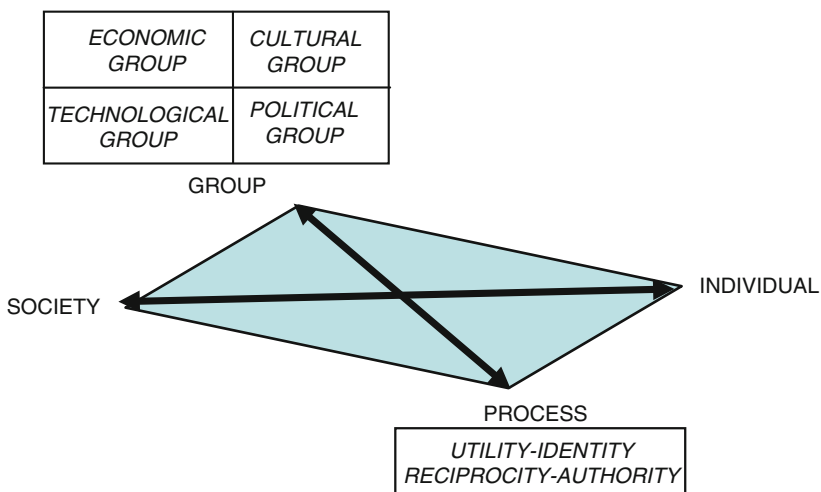 ECONOMIC GROUP
CULTURAL GROUP
TECHNOLOGICAL GROUP
POLITICAL GROUP
GROUP
SOCIETY
INDIVIDUAL
PROCESS
UTILITY-IDENTITY
RECIPROCITY-AUTHORITY